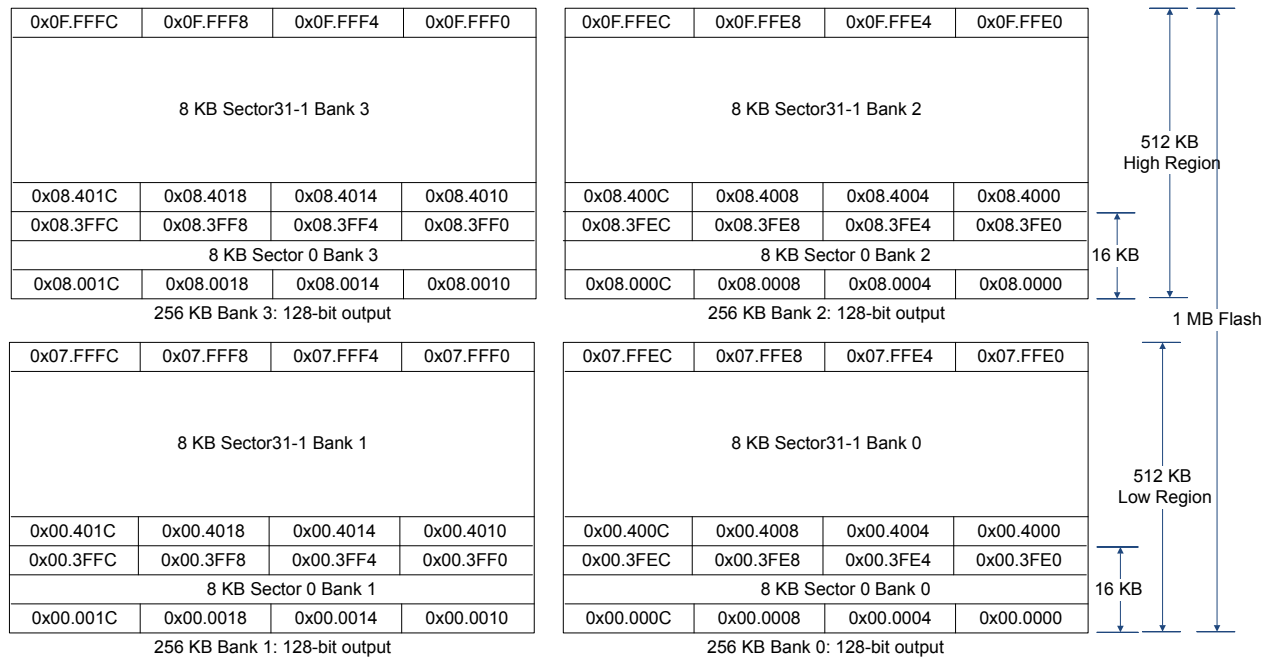 0x0F.FFFC 0x0F.FFF8 0x0F.FFF4 0x0F.FFF0 0x0F.FFEC 0x0F.FFE8 0x0F.FFE4 0x0F.FFE0
8 KB Sector31-1 Bank 3 8 KB Sector31-1 Bank 2
512 KB
High Region
0x08.401C 0x08.4018 0x08.4014 0x08.4010 0x08.400C 0x08.4008 0x08.4004 0x08.4000
0x08.3FFC 0x08.3FF8 0x08.3FF4 0x08.3FF0 0x08.3FEC 0x08.3FE8 0x08.3FE4 0x08.3FE0
8 KB Sector 0 Bank 3 8 KB Sector 0 Bank 2 16 KB
0x08.001C 0x08.0018 0x08.0014 0x08.0010 0x08.000C 0x08.0008 0x08.0004 0x08.0000
256 KB Bank 3: 128-bit output 256 KB Bank 2: 128-bit output
1 MB Flash
0x07.FFFC 0x07.FFF8 0x07.FFF4 0x07.FFF0 0x07.FFEC 0x07.FFE8 0x07.FFE4 0x07.FFE0
8 KB Sector31-1 Bank 1 8 KB Sector31-1 Bank 0
512 KB
Low Region
0x00.401C 0x00.4018 0x00.4014 0x00.4010 0x00.400C 0x00.4008 0x00.4004 0x00.4000
0x00.3FFC 0x00.3FF8 0x00.3FF4 0x00.3FF0 0x00.3FEC 0x00.3FE8 0x00.3FE4 0x00.3FE0
8 KB Sector 0 Bank 1 8 KB Sector 0 Bank 0 16 KB
0x00.001C 0x00.0018 0x00.0014 0x00.0010 0x00.000C 0x00.0008 0x00.0004 0x00.0000
256 KB Bank 1: 128-bit output 256 KB Bank 0: 128-bit output